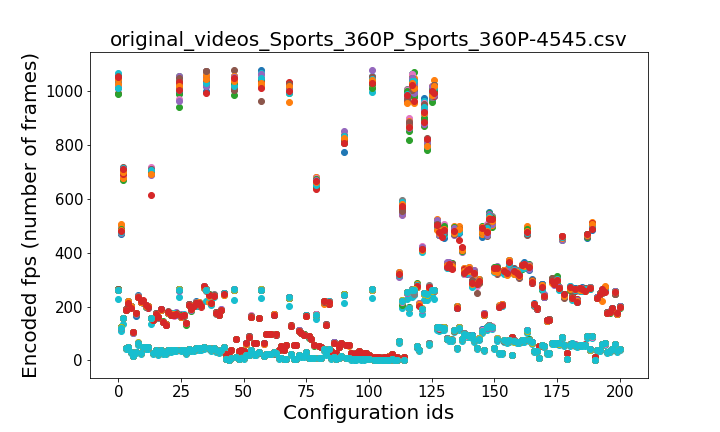 original_videos_Sports_360P_Sports_360P-4545.csv
Encoded fps (number of frames)
1000
800
600
400
200
0
0 25 50 75 100 125 150 175 200
Configuration ids